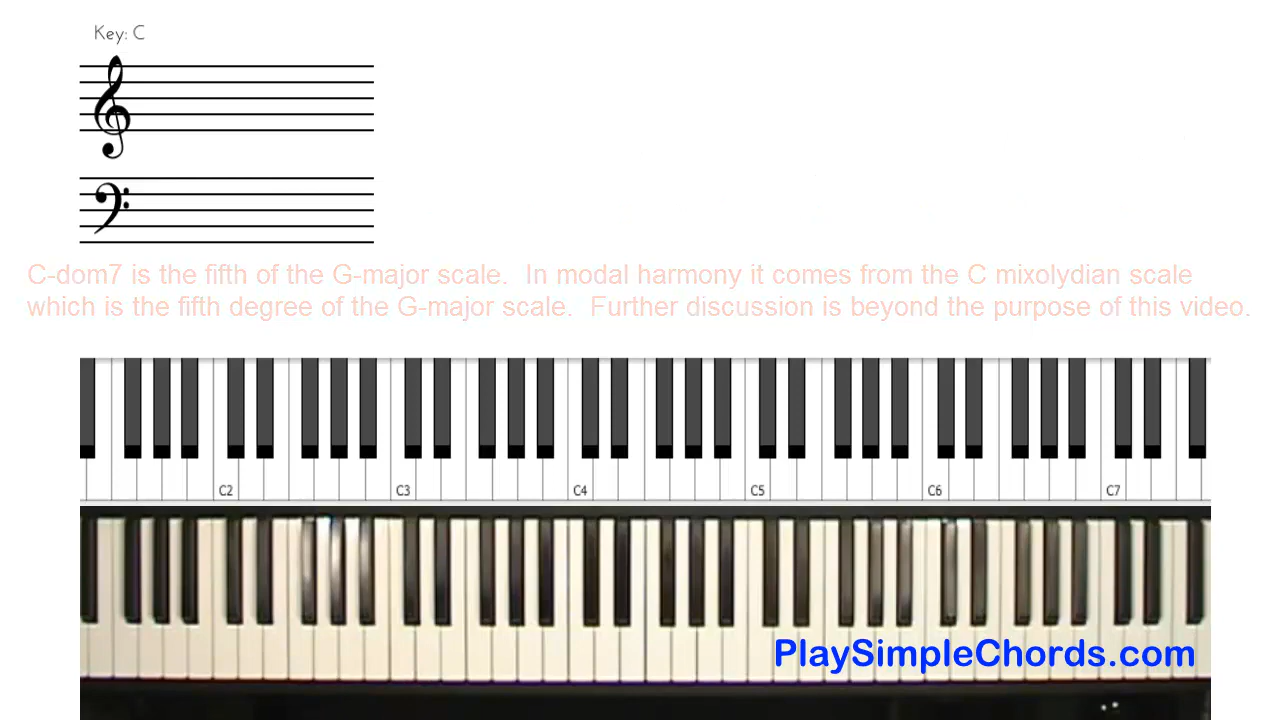 Key: C
C-dom7 is the fifth of the G-major scale.  In modal harmony it comes from the C mixolydian scale
which is the fifth degree of the G-major scale.  Further discussion is beyond the purpose of this video.
C2 C3 C4 C5 C6 C7
PlaySimpleChords.com